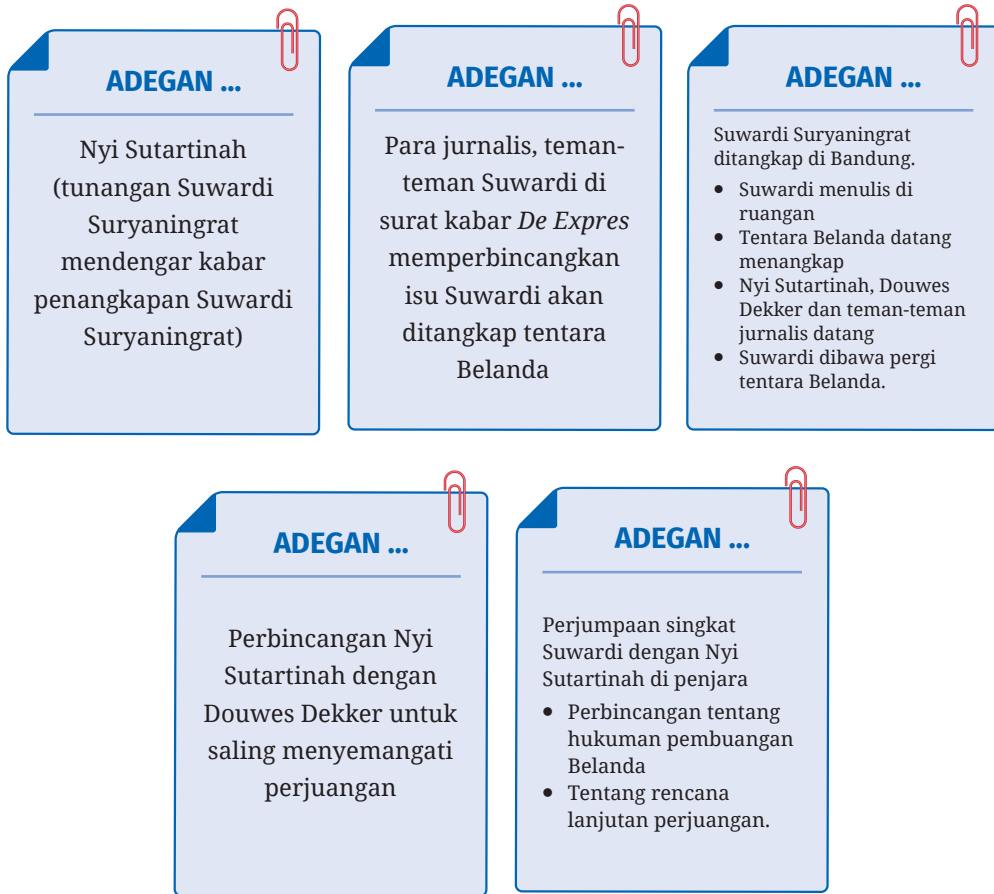 ADEGAN ...
Nyi Sutartinah
(tunangan Suwardi
Suryaningrat
mendengar kabar
penangkapan Suwardi
Suryaningrat)
ADEGAN ...
Para jurnalis, teman-
teman Suwardi di
surat kabar De Expres
memperbincangkan
isu Suwardi akan
ditangkap tentara
Belanda
ADEGAN ...
Suwardi Suryaningrat
ditangkap di Bandung.
• Suwardi menulis di
ruangan
• Tentara Belanda datang
menangkap
• Nyi Sutartinah, Douwes
Dekker dan teman-teman
jurnalis datang
• Suwardi dibawa pergi
tentara Belanda.
ADEGAN ...
Perbincangan Nyi
Sutartinah dengan
Douwes Dekker untuk
saling menyemangati
perjuangan
ADEGAN ...
Perjumpaan singkat
Suwardi dengan Nyi
Sutartinah di penjara
• Perbincangan tentang
hukuman pembuangan
Belanda
• Tentang rencana
lanjutan perjuangan.